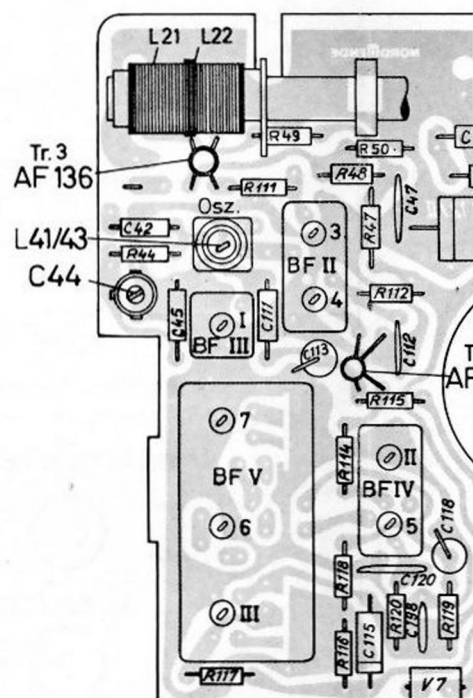 L21 L22
NORDMENDE
R49
C
Tr. 3
AF 136
R50
R48
R111
C47
Osz.
C42
3
R47
L41/43
R44
BF II
C44
4
R112
C45
I
C111
BF III
C112
C113
T
AF
R115
7
R114
II
BF V
BF IV
C118
6
5
R118
C120
III
R120
C198
R119
R116
C115
R117
V7